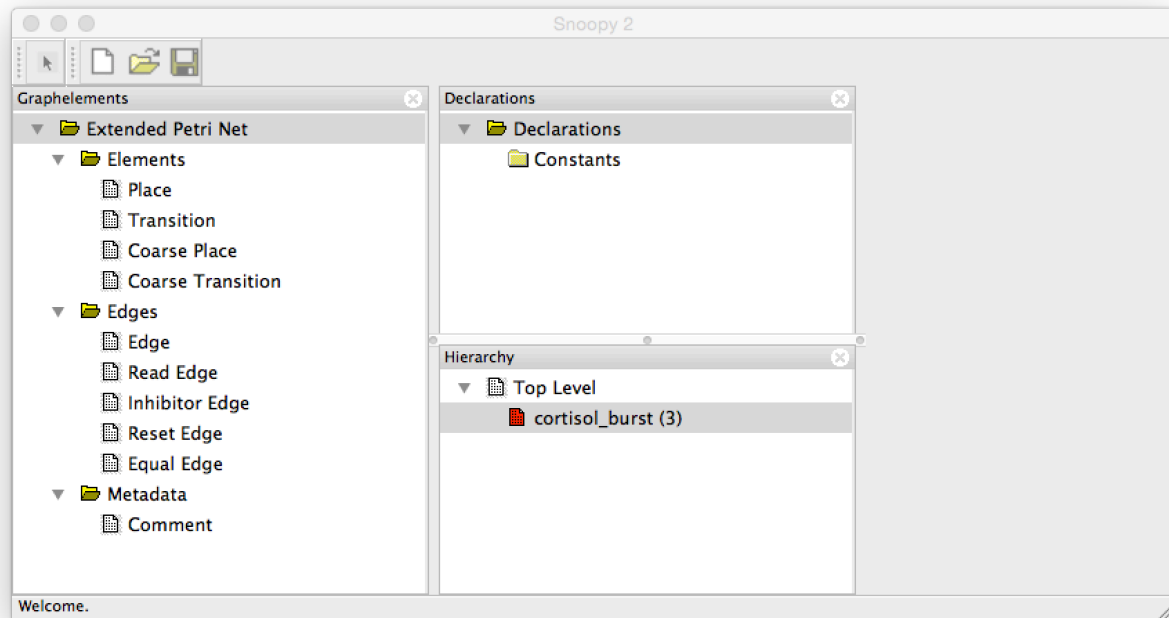 Snoopy 2
Graphelements
Extended Petri Net
Elements
Place
Transition
Coarse Place
Coarse Transition
Edges
Edge
Read Edge
Inhibitor Edge
Reset Edge
Equal Edge
Metadata
Comment
Declarations
Declarations
Constants
Hierarchy
Top Level
cortisol_burst (3)
Welcome.